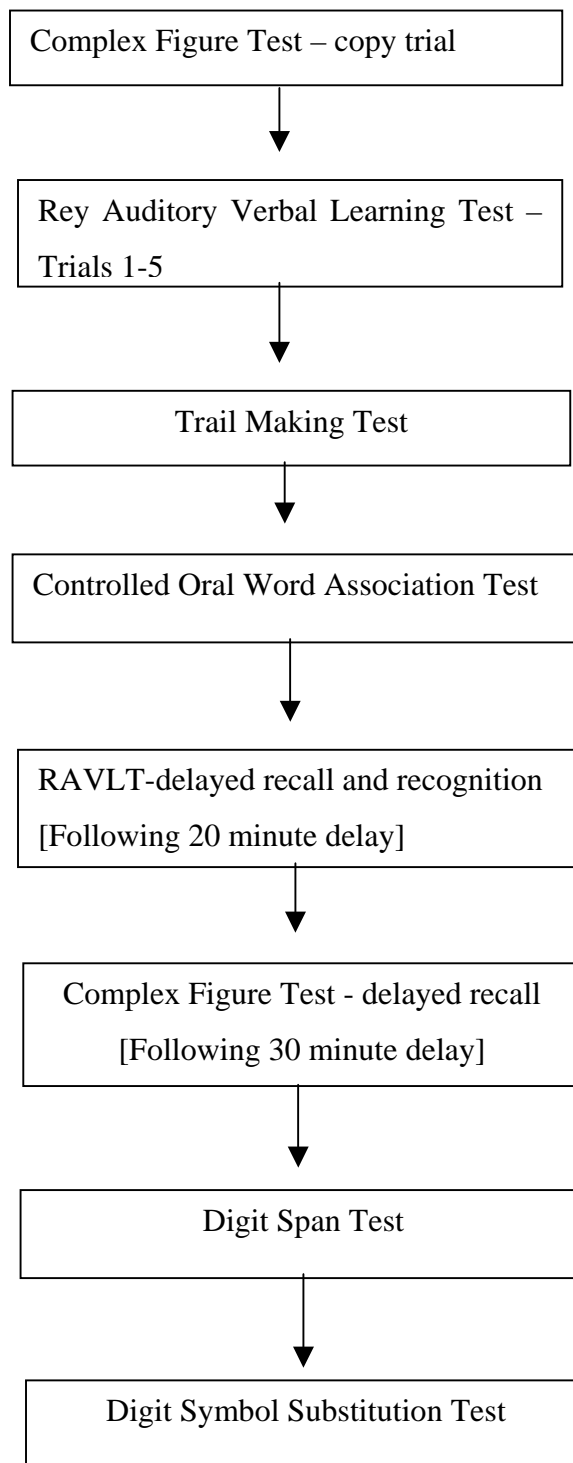 Complex Figure Test – copy trial
Rey Auditory Verbal Learning Test –
Trials 1-5
Trail Making Test
Controlled Oral Word Association Test
RAVLT-delayed recall and recognition
[Following 20 minute delay]
Complex Figure Test - delayed recall
[Following 30 minute delay]
Digit Span Test
Digit Symbol Substitution Test